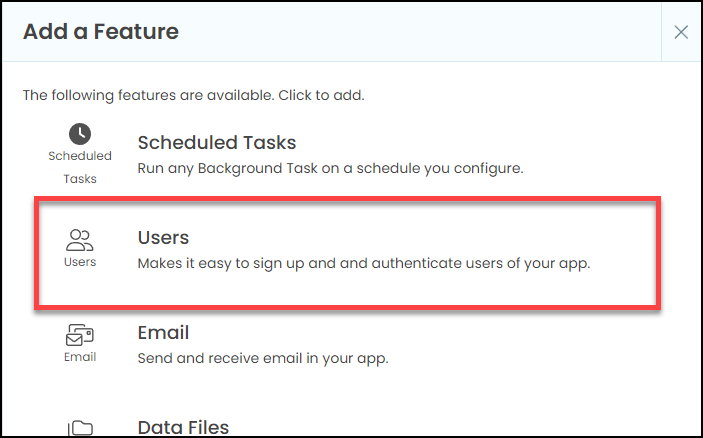 Add a Feature
The following features are available. Click to add.
Scheduled
Tasks
Scheduled Tasks
Run any Background Task on a schedule you configure.
Users
Users
Makes it easy to sign up and and authenticate users of your app.
Email
Email
Send and receive email in your app.
Data Files